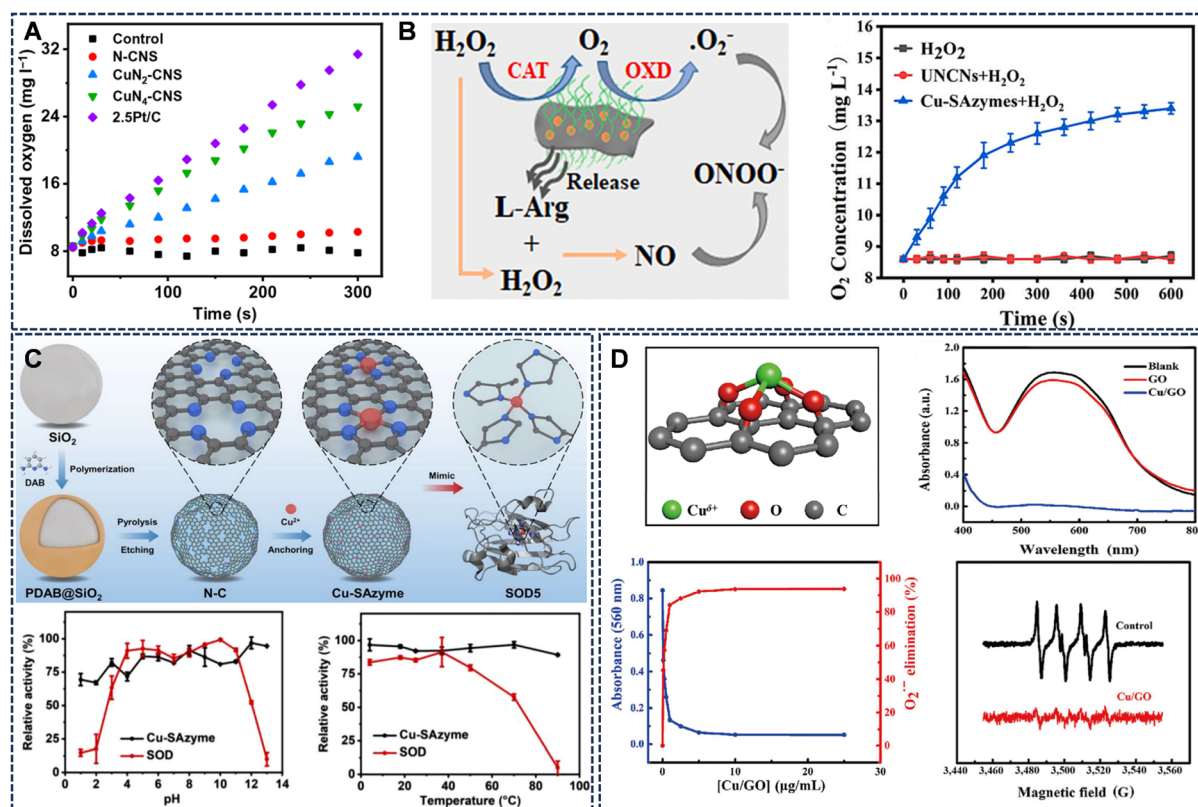 A
Control
N-CNS
CuN₂-CNS
CuN₄-CNS
2.5Pt/C
Dissolved oxygen (mg l⁻¹)
32
24
16
8
0
100
200
300
Time (s)
B
H₂O₂
O₂
·O₂⁻
CAT
OXD
Release
L-Arg
+
H₂O₂
NO
ONOO⁻
H₂O₂
UNCNs+H₂O₂
Cu-SAzymes+H₂O₂
O₂ Concentration (mg L⁻¹)
16
15
14
13
12
11
10
9
8
0
100
200
300
400
500
600
Time (s)
C
SiO₂
DAB
Polymerization
PDAB@SiO₂
Pyrolysis
Etching
N-C
Cu²⁺
Anchoring
Cu-SAzyme
Mimic
SOD5
Relative activity (%)
100
75
50
25
0
Cu-SAzyme
SOD
0
2
4
6
8
10
12
14
pH
Relative activity (%)
125
100
75
50
25
0
Cu-SAzyme
SOD
0
20
40
60
80
100
Temperature (°C)
D
Cuᵟ⁺
O
C
Absorbance (a.u.)
2.0
1.6
1.2
0.8
0.4
0.0
Blank
GO
Cu/GO
400
500
600
700
80
Wavelength (nm)
Absorbance (560 nm)
1.0
0.8
0.6
0.4
0.2
0.0
100
80
60
40
20
0
O₂·⁻ elimination (%)
0
5
10
15
20
25
30
[Cu/GO] (µg/mL)
Control
Cu/GO
3,440
3,460
3,480
3,500
3,520
3,540
3,560
Magnetic field (G)